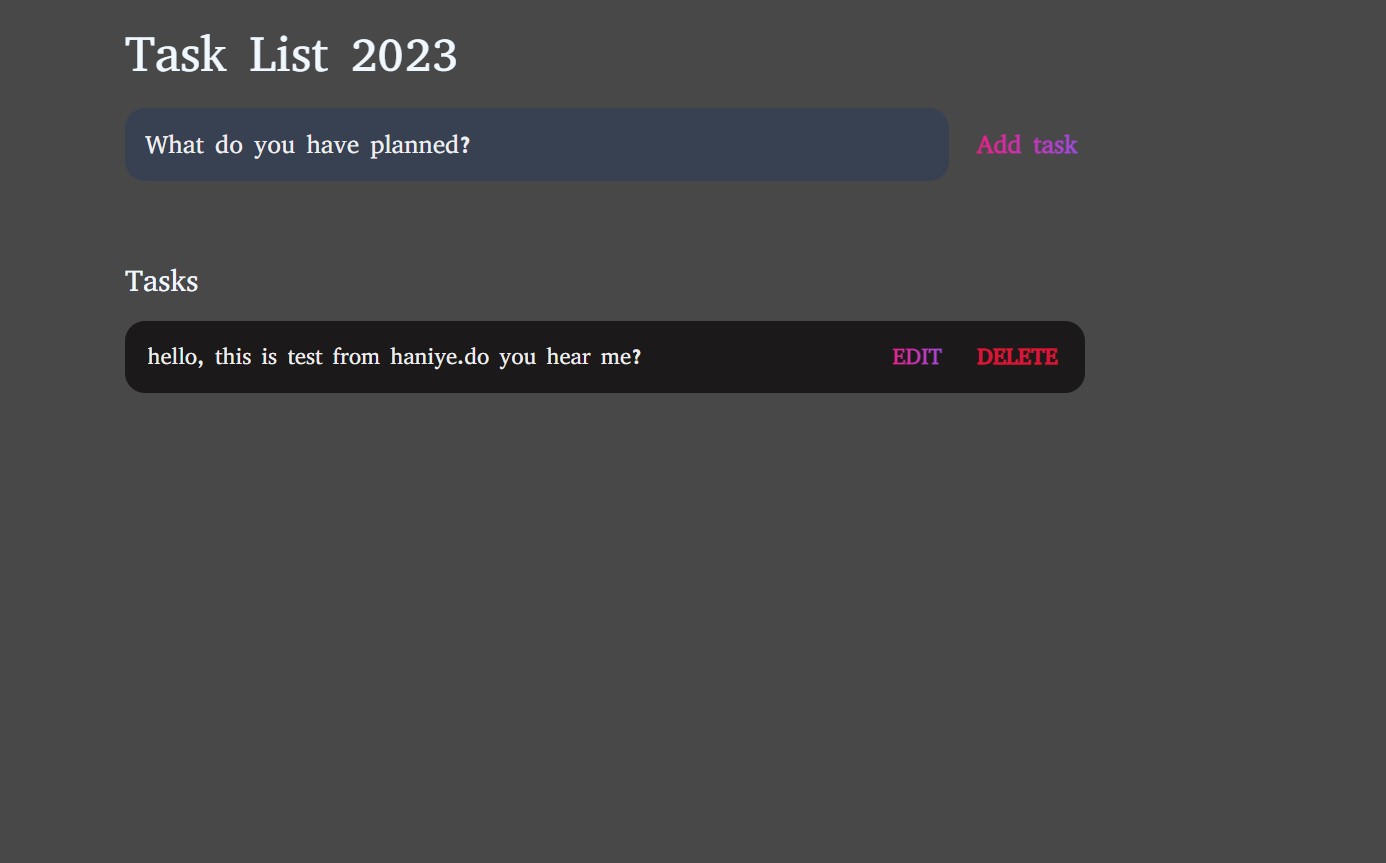 Task List 2023
What do you have planned?
Add task
Tasks
hello, this is test from haniye.do you hear me?
EDIT
DELETE